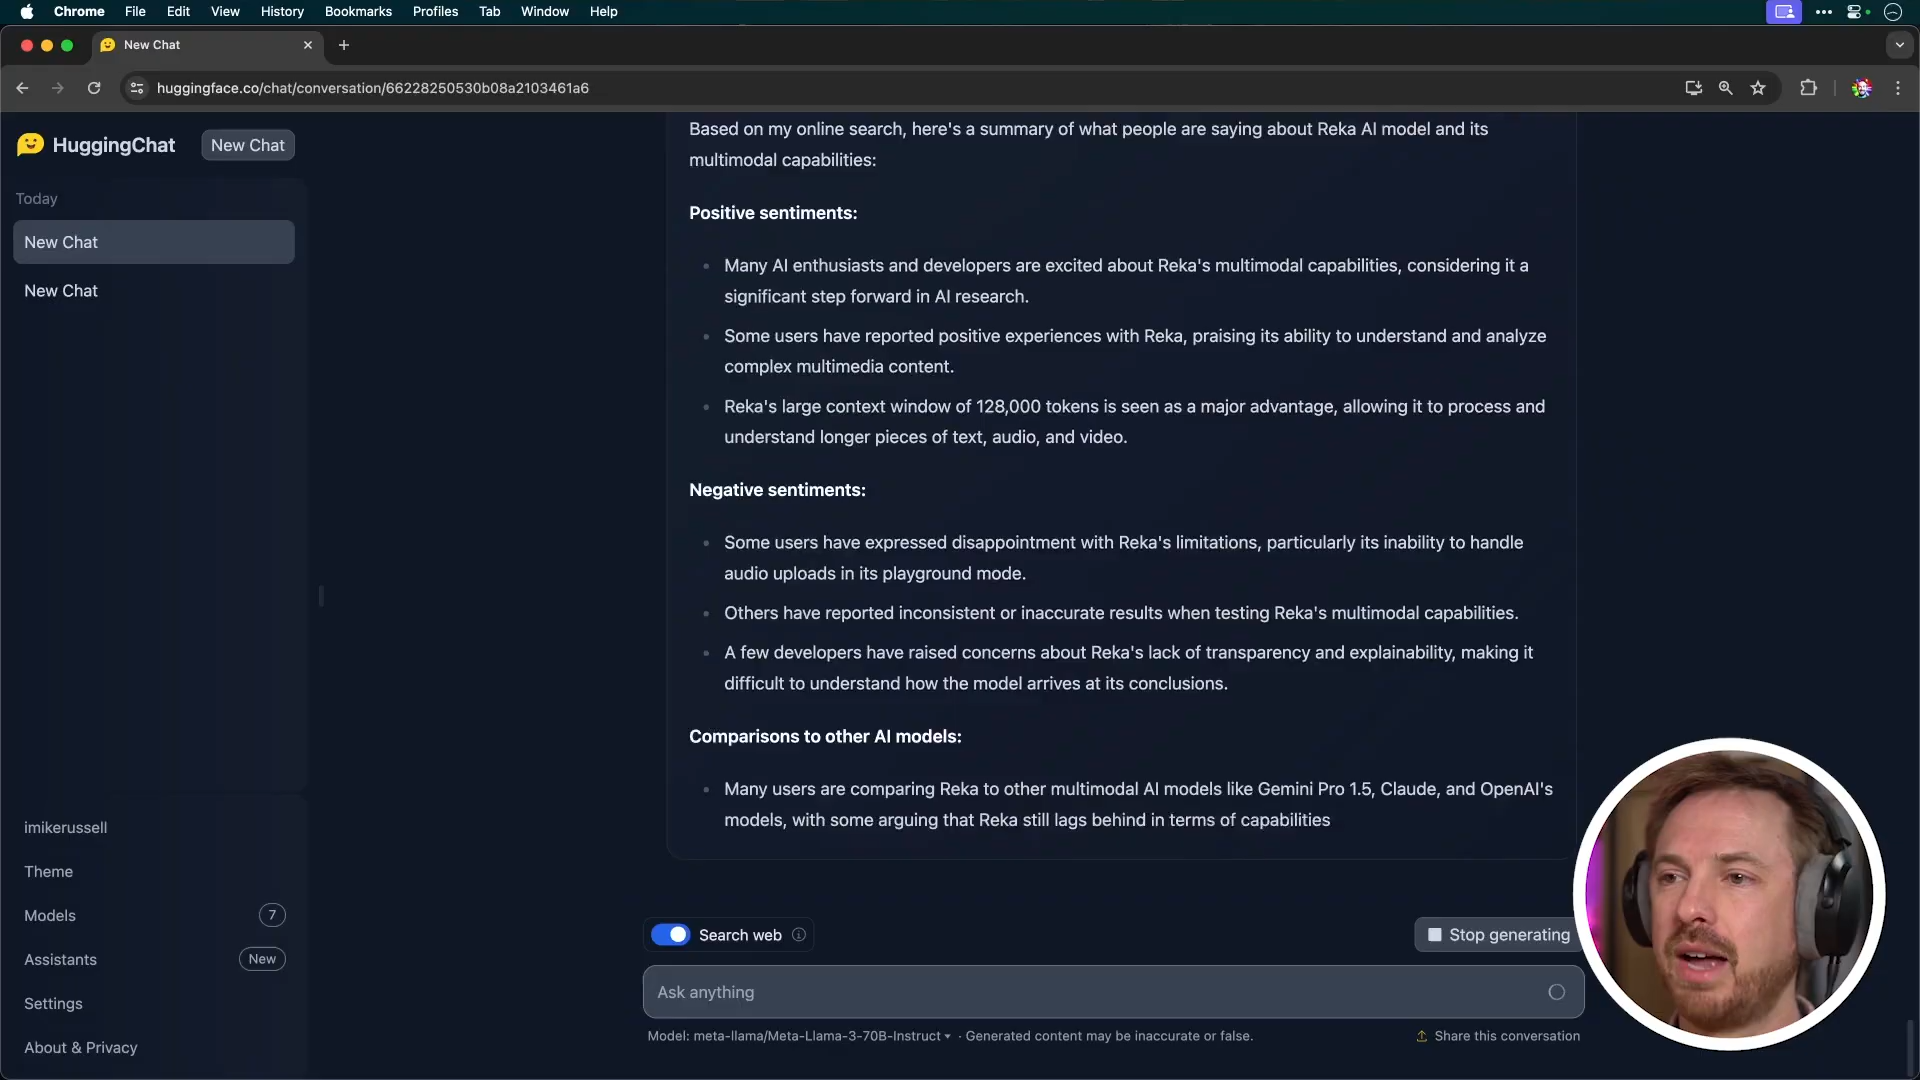 Chrome File Edit View History Bookmarks Profiles Tab Window Help
New Chat
huggingface.co/chat/conversation/66228250530b08a2103461a6
HuggingChat
New Chat
Today
New Chat
New Chat
imikerussell
Theme
Models 7
Assistants New
Settings
About & Privacy
Based on my online search, here's a summary of what people are saying about Reka AI model and its
multimodal capabilities:
Positive sentiments:
Many AI enthusiasts and developers are excited about Reka's multimodal capabilities, considering it a
significant step forward in AI research.
Some users have reported positive experiences with Reka, praising its ability to understand and analyze
complex multimedia content.
Reka's large context window of 128,000 tokens is seen as a major advantage, allowing it to process and
understand longer pieces of text, audio, and video.
Negative sentiments:
Some users have expressed disappointment with Reka's limitations, particularly its inability to handle
audio uploads in its playground mode.
Others have reported inconsistent or inaccurate results when testing Reka's multimodal capabilities.
A few developers have raised concerns about Reka's lack of transparency and explainability, making it
difficult to understand how the model arrives at its conclusions.
Comparisons to other AI models:
Many users are comparing Reka to other multimodal AI models like Gemini Pro 1.5, Claude, and OpenAI's
models, with some arguing that Reka still lags behind in terms of capabilities
Search web
Stop generating
Ask anything
Model: meta-llama/Meta-Llama-3-70B-Instruct · Generated content may be inaccurate or false.
Share this conversation